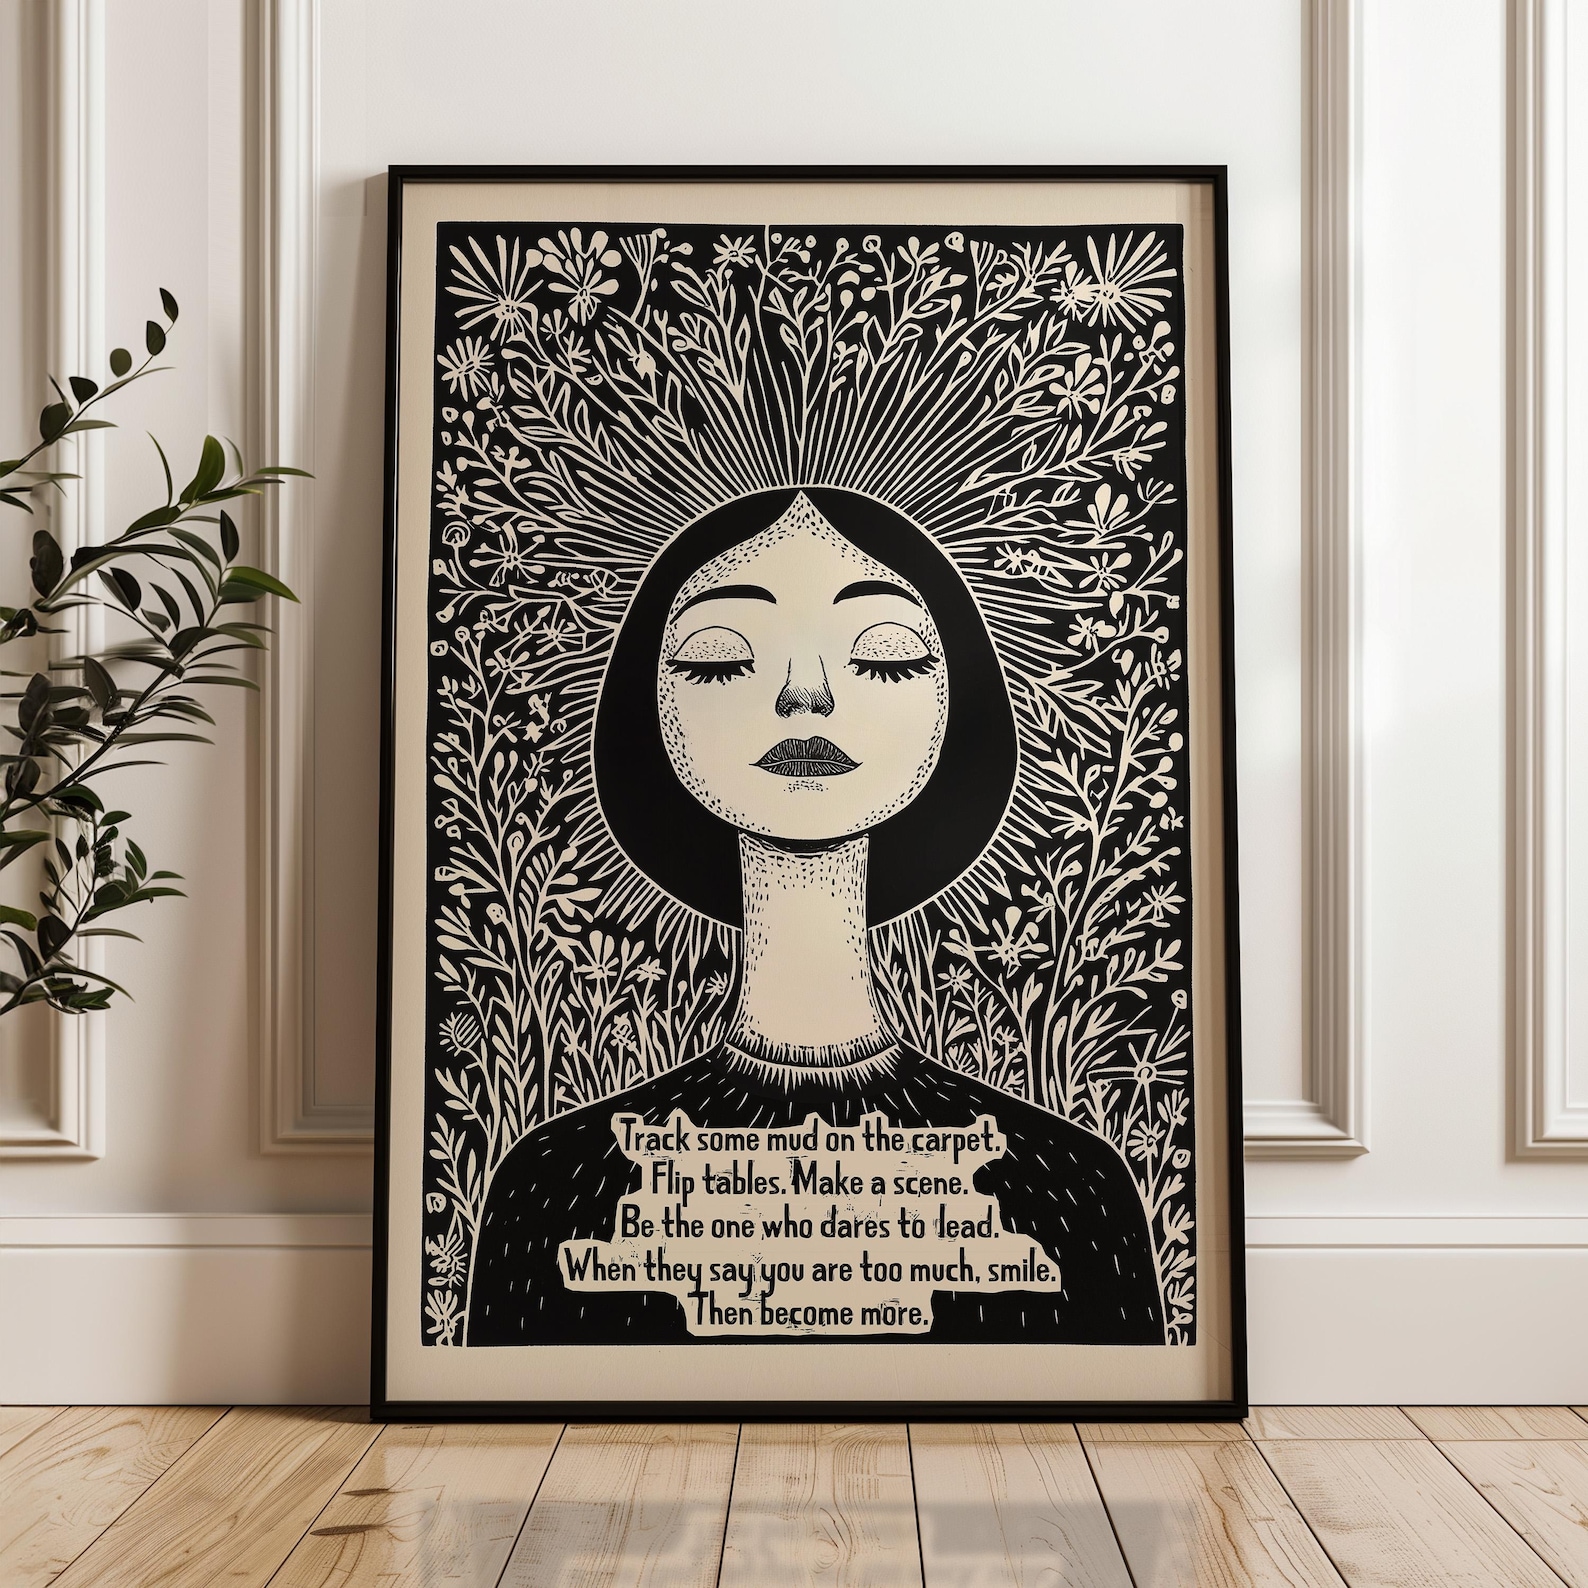 Track some mud on the carpet.
Flip tables. Make a scene.
Be the one who dares to lead.
When they say you are too much, smile.
Then become more.